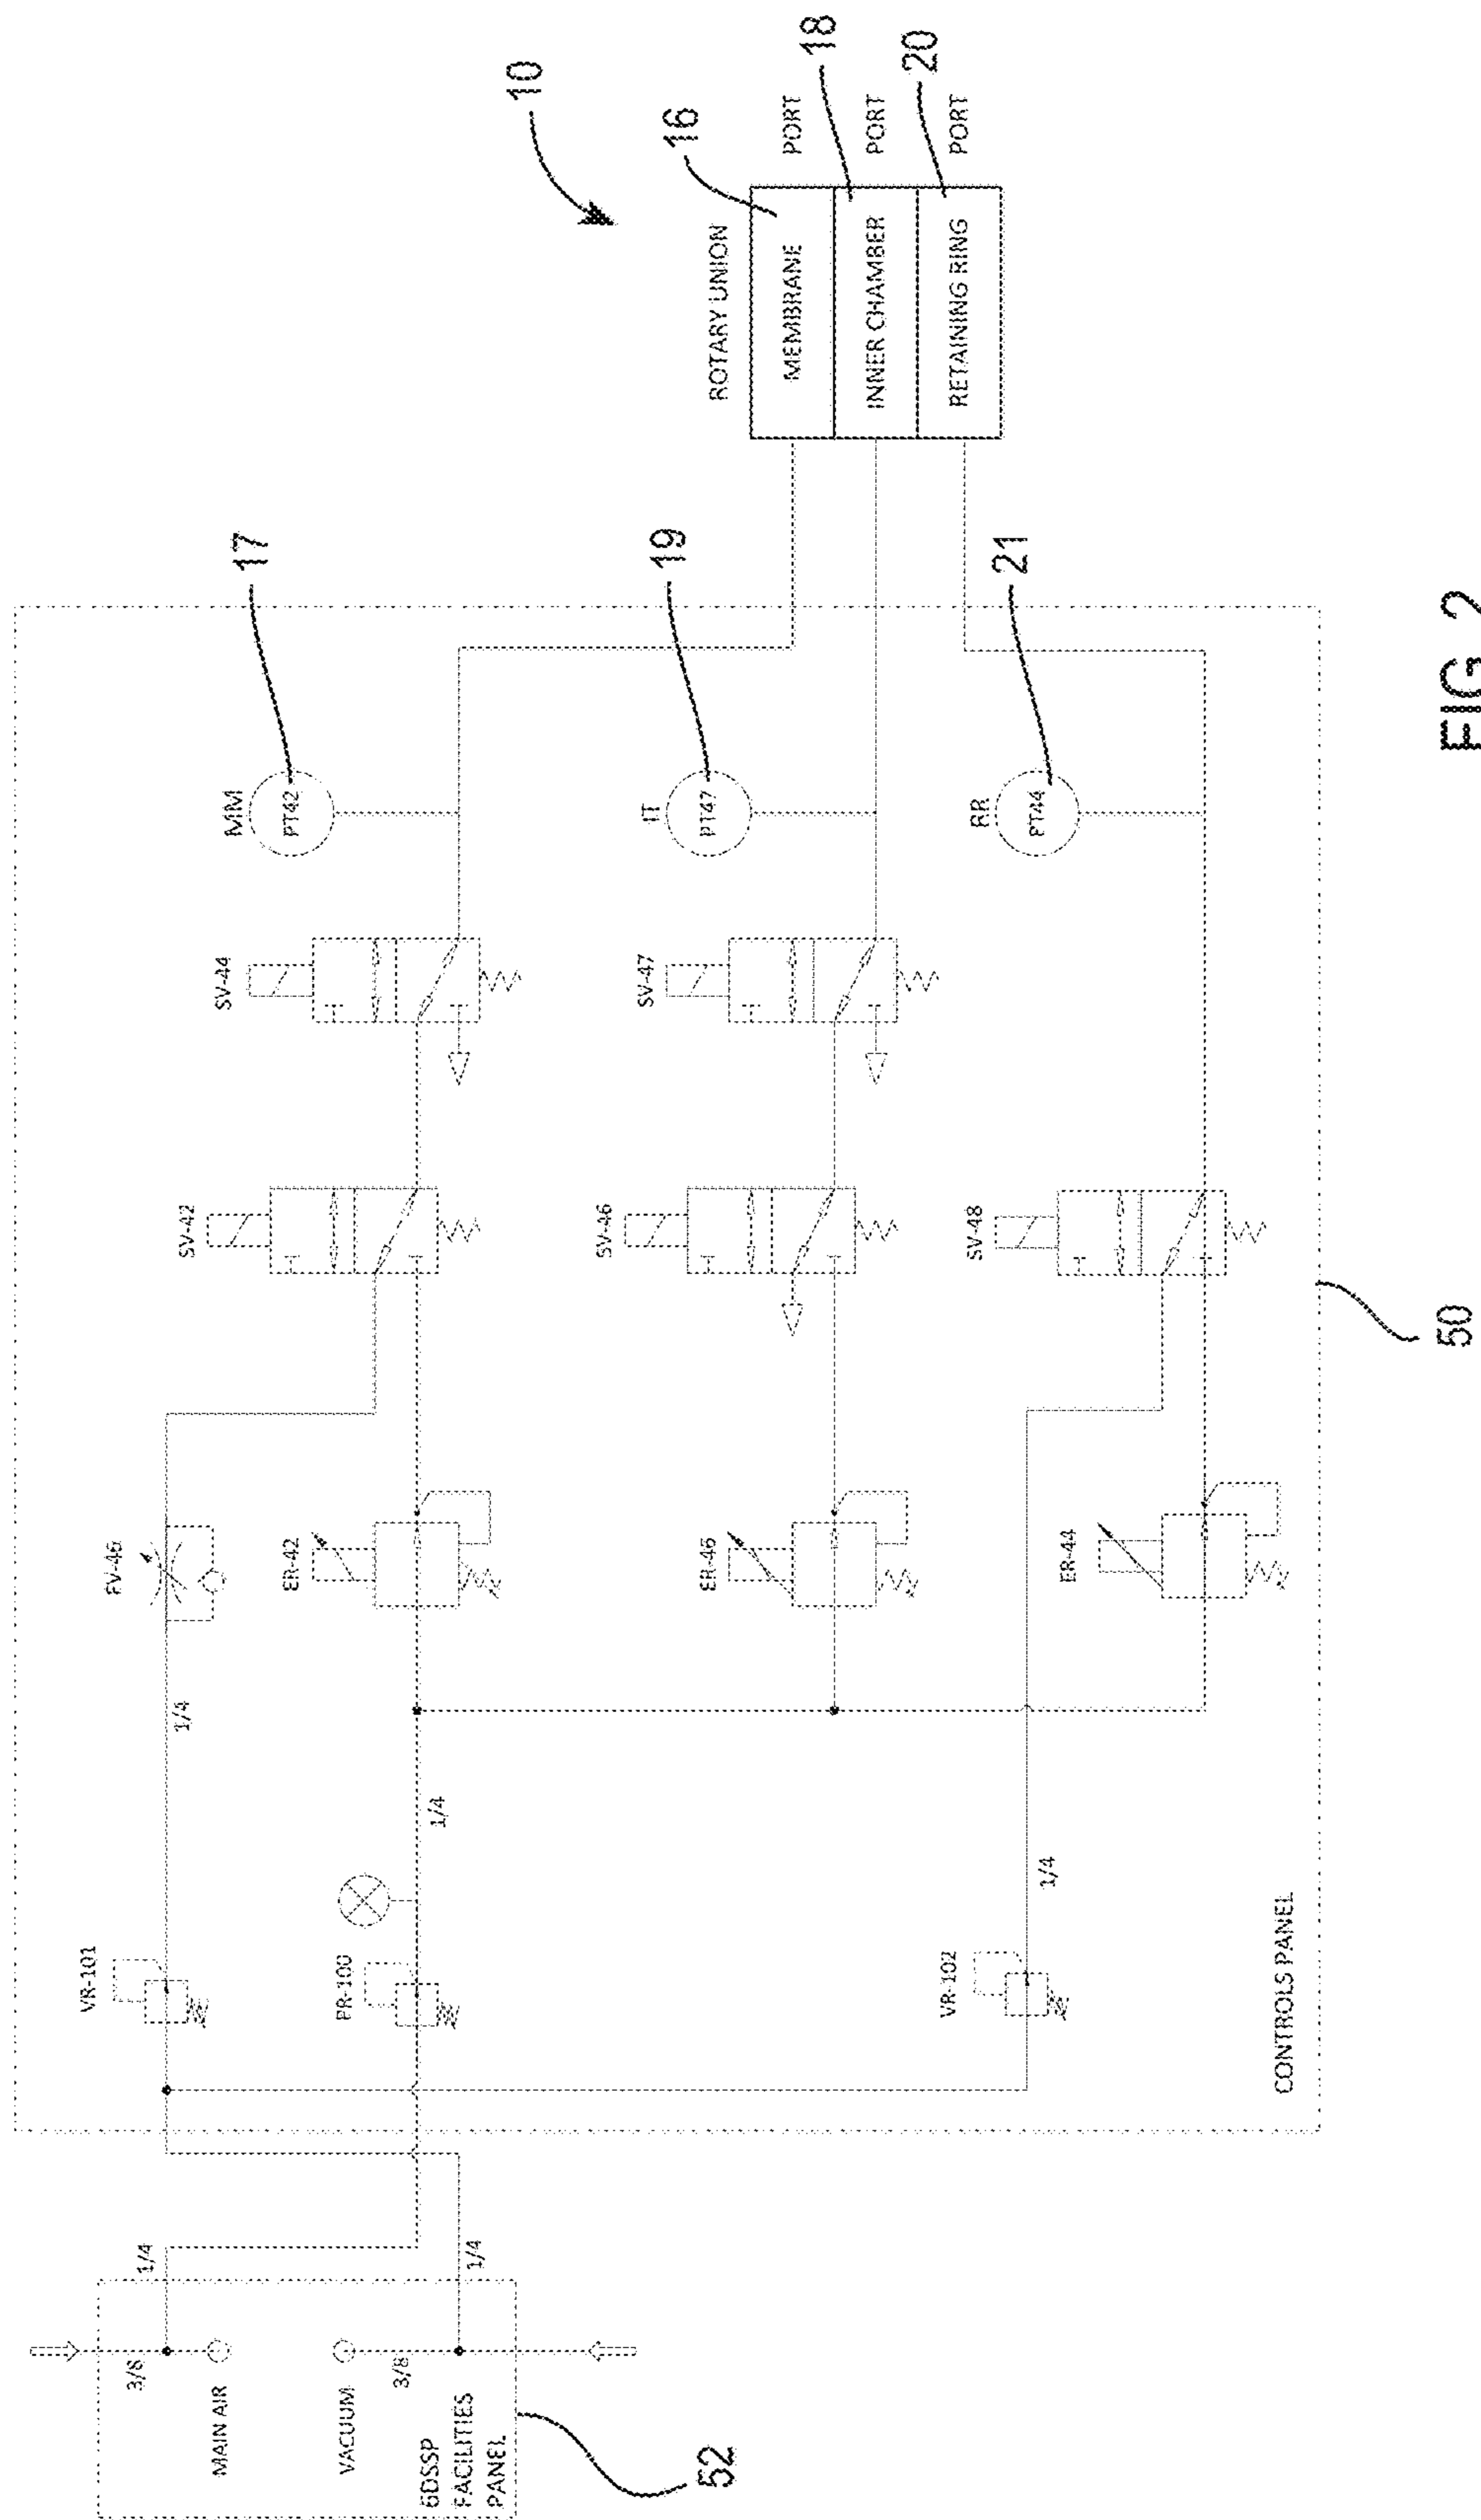 10
ROTARY UNION
16
MEMBRANE
PORT
18
INNER CHAMBER
PORT
20
RETAINING RING
PORT
17
MM
PT42
19
IT
PT47
21
RR
PT44
SV-44
SV-47
SV-42
SV-46
SV-48
FV-46
ER-42
ER-46
ER-44
1/4
1/4
1/4
VR-101
PR-100
VR-102
CONTROLS PANEL
50
1/4
1/4
3/8
MAIN AIR
VACUUM
3/8
6DSSP
FACILITIES
PANEL
52
FIG. 2